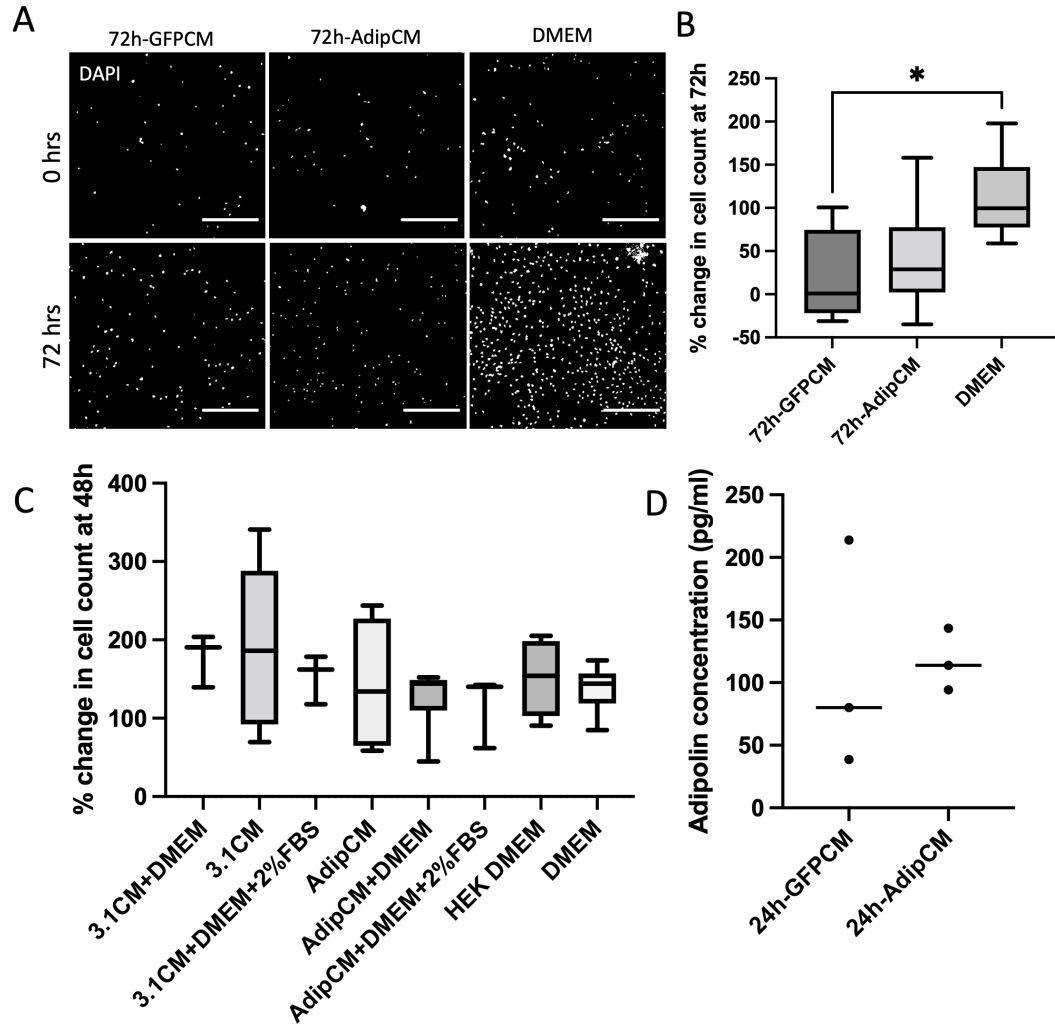 A
72h-GFPCM
72h-AdipCM
DMEM
DAPI
0 hrs
72 hrs
B
% change in cell count at 72h
250
200
150
100
50
0
-50
*
72h-GFPCM
72h-AdipCM
DMEM
C
% change in cell count at 48h
400
300
200
100
0
3.1CM+DMEM
3.1CM
3.1CM+DMEM+2%FBS
AdipCM
AdipCM+DMEM
AdipCM+DMEM+2%FBS
HEK DMEM
DMEM
D
Adipolin concentration (pg/ml)
250
200
150
100
50
0
24h-GFPCM
24h-AdipCM